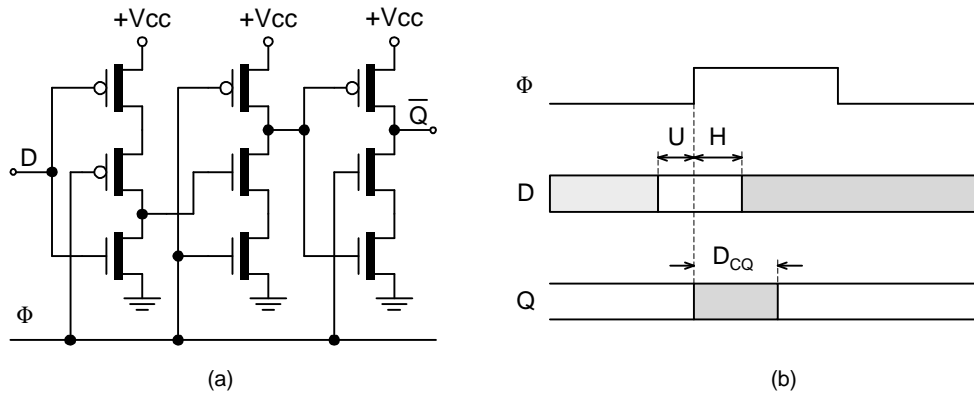 +Vcc +Vcc +Vcc
D
Q̅
Φ
(a)
Φ
U H
D
D_CQ
Q
(b)